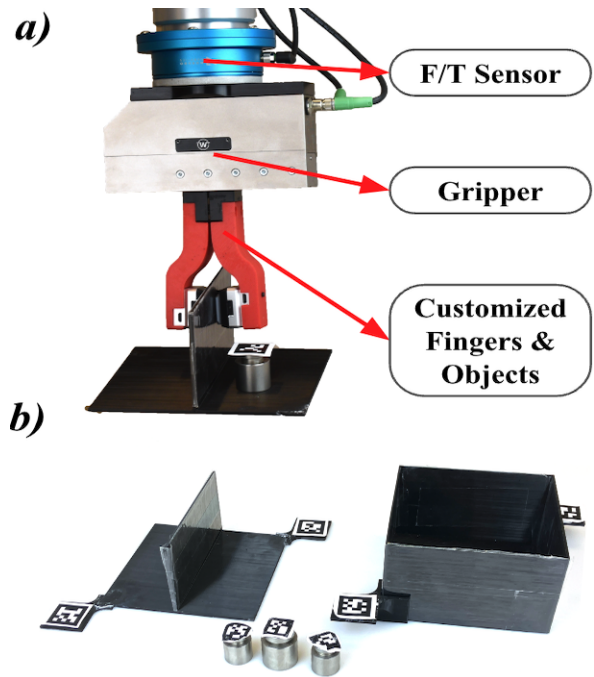 a)
F/T Sensor
Gripper
W
Customized
Fingers &
Objects
b)